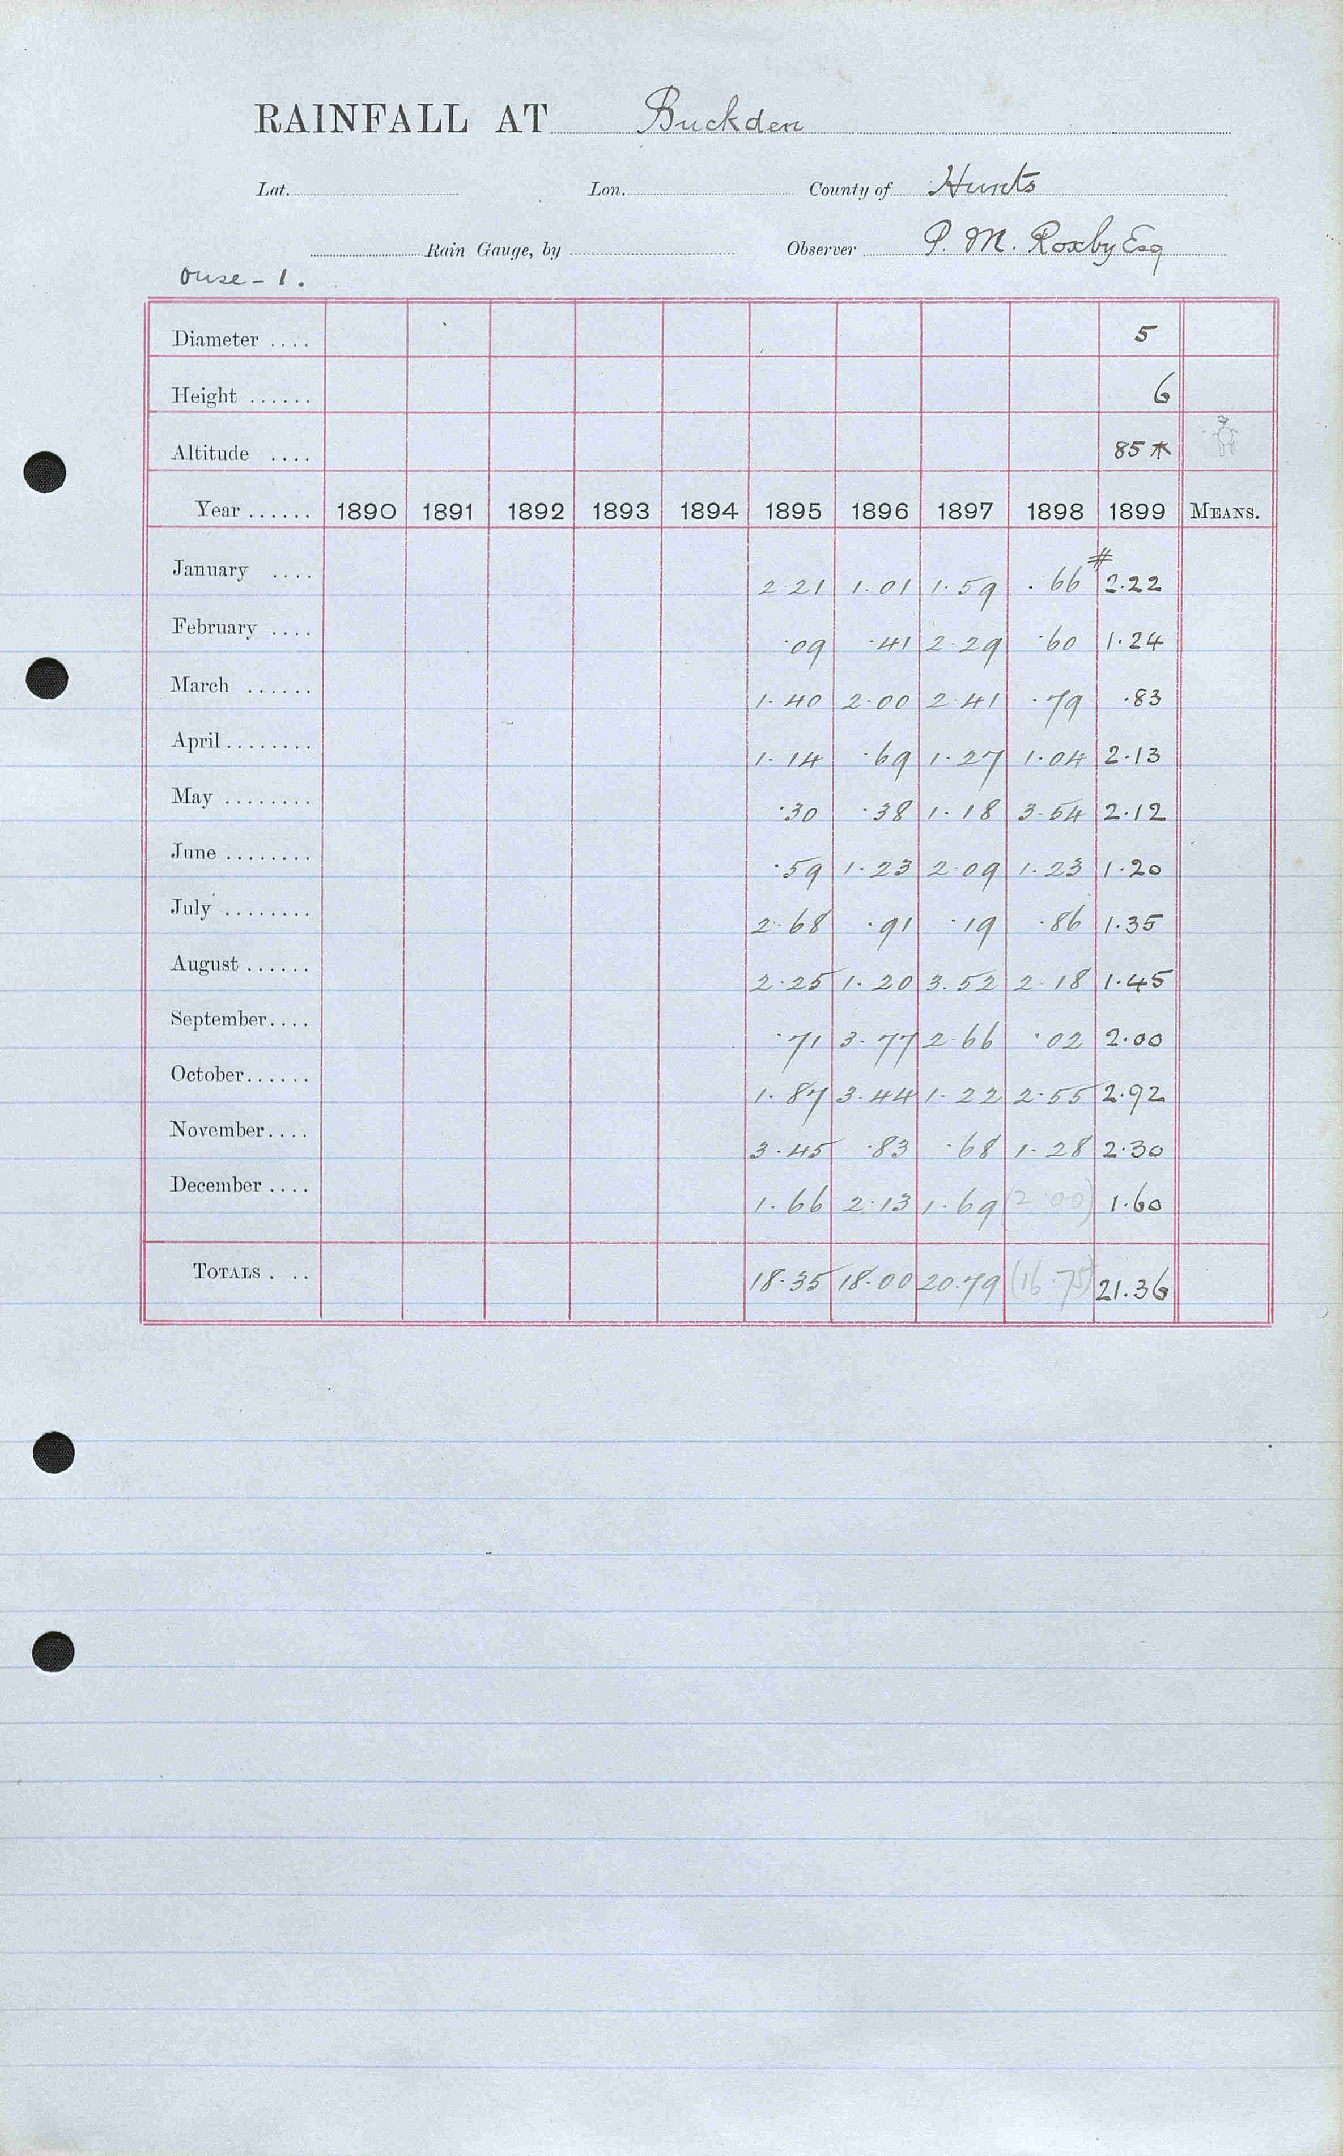 RAINFALL AT Buckden
Lat. Lon. County of Hunts
Rain Gauge, by Observer P. M. Roxby Esq
Ouse - 1.
Diameter .... 5
Height ...... 6
Altitude .... 85 *
Year ...... 1890 1891 1892 1893 1894 1895 1896 1897 1898 1899 MEANS.
January .... 2.21 1.01 1.59 .66 # 2.22
February .... .09 .41 2.29 .60 1.24
March ...... 1.40 2.00 2.41 .79 .83
April ........ 1.14 .69 1.27 1.04 2.13
May ........ .30 .38 1.18 3.54 2.12
June ........ .59 1.23 2.09 1.23 1.20
July ........ 2.68 .91 .19 .86 1.35
August ...... 2.25 1.20 3.52 2.18 1.45
September.... .71 3.77 2.66 .02 2.00
October...... 1.87 3.44 1.22 2.55 2.92
November.... 3.45 .83 .68 1.28 2.30
December .... 1.66 2.13 1.69 (2.00) 1.60
TOTALS . .. 18.35 18.00 20.79 (16.75) 21.36